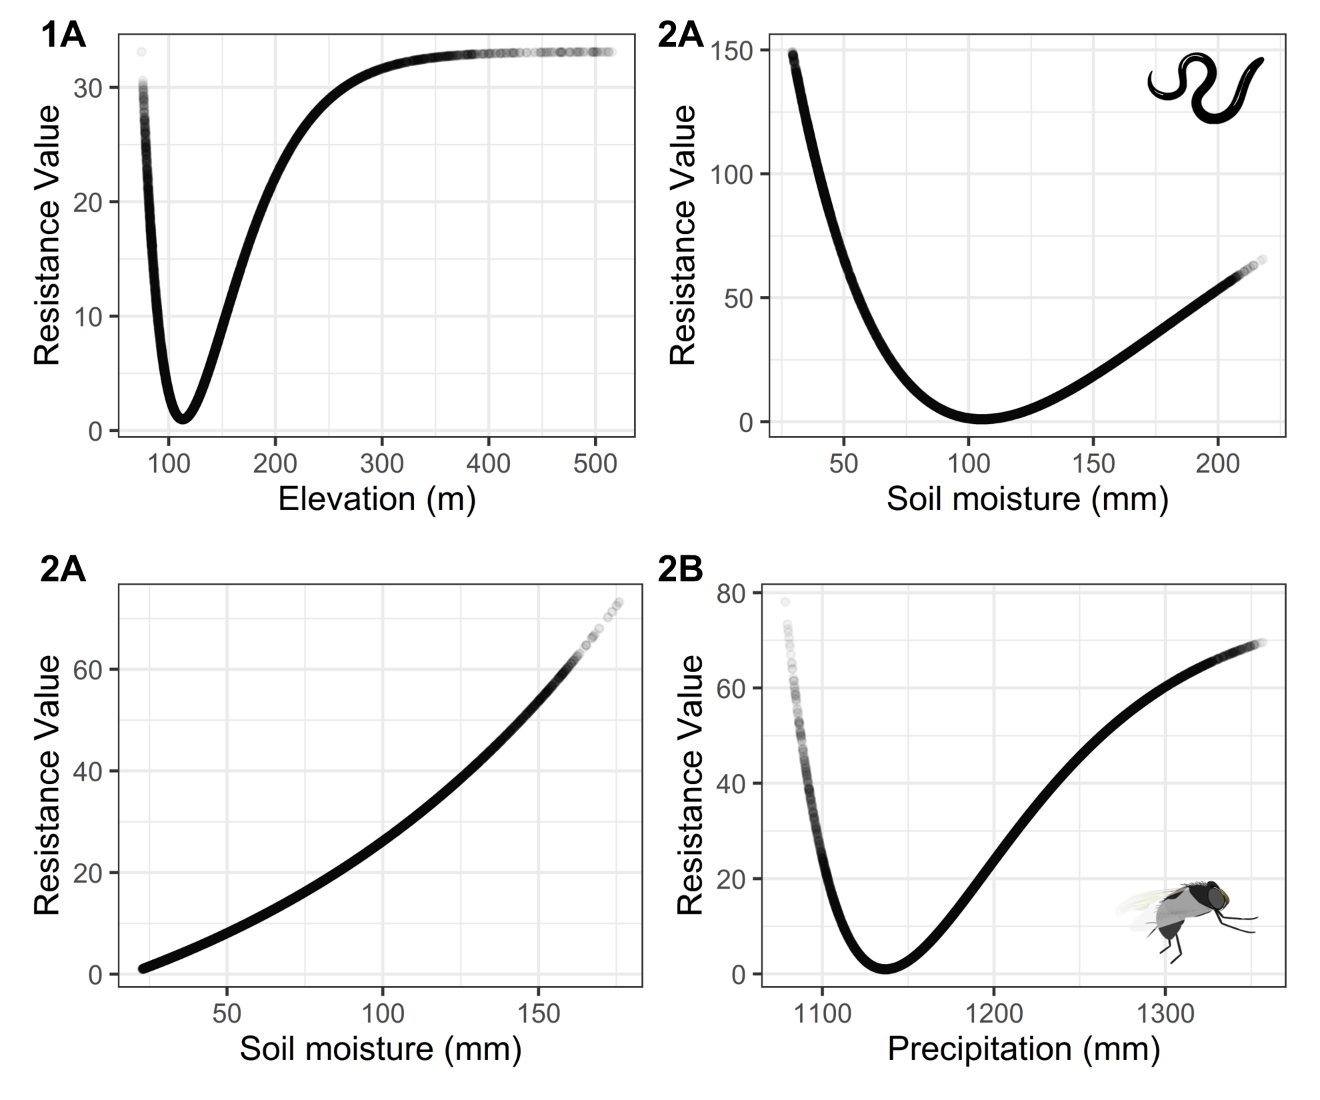 1A
Resistance Value
30
20
10
0
100 200 300 400 500
Elevation (m)
2A
Resistance Value
150
100
50
0
50 100 150 200
Soil moisture (mm)
2A
Resistance Value
60
40
20
0
50 100 150
Soil moisture (mm)
2B
Resistance Value
80
60
40
20
0
1100 1200 1300
Precipitation (mm)